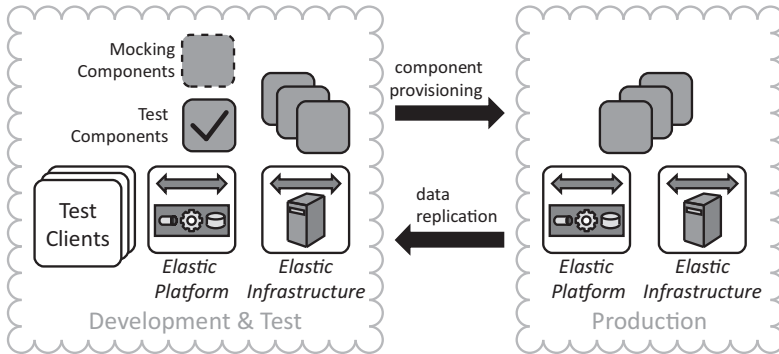 Mocking
Components
Test
Components
Test
Clients
Elastic
Platform
Elastic
Infrastructure
Development & Test
component
provisioning
data
replication
Elastic
Platform
Elastic
Infrastructure
Production